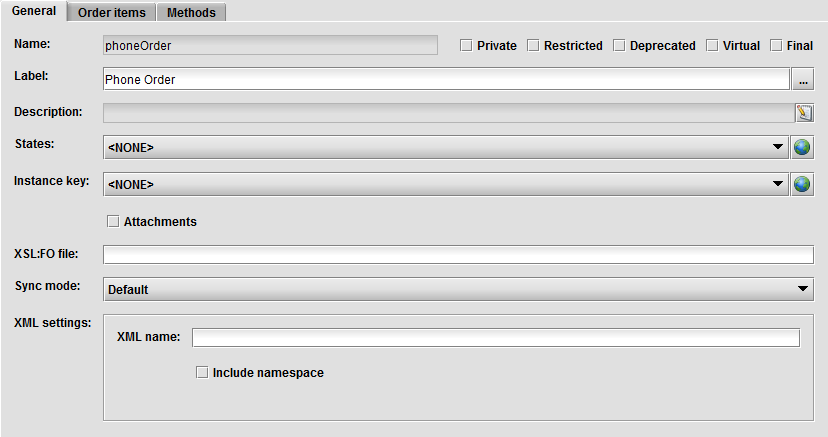 General Order items Methods
Name: phoneOrder Private Restricted Deprecated Virtual Final
Label: Phone Order ...
Description:
States: <NONE>
Instance key: <NONE>
Attachments
XSL:FO file:
Sync mode: Default
XML settings:
XML name:
Include namespace